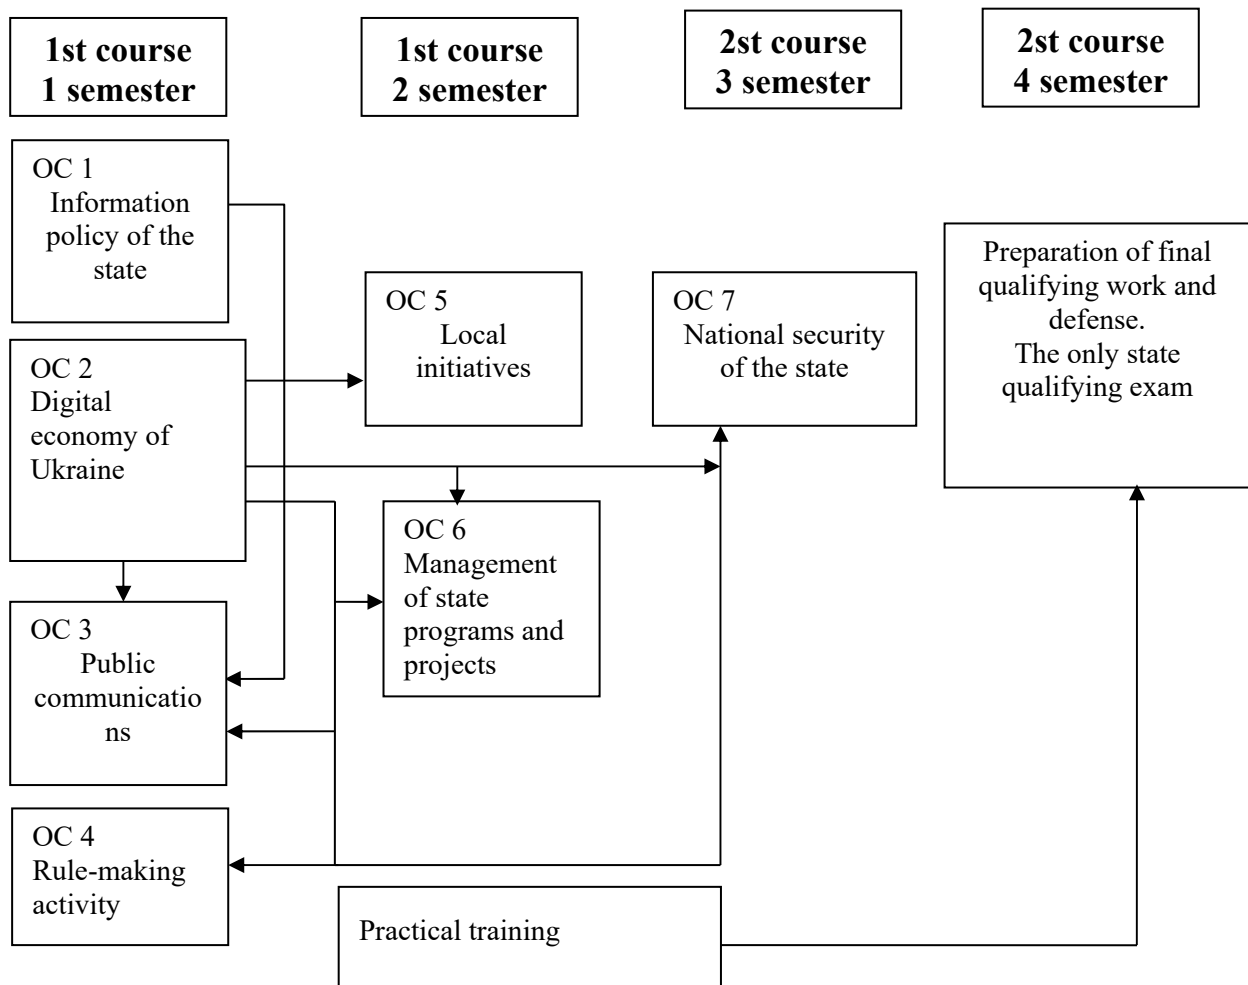 1st course
1 semester
1st course
2 semester
2st course
3 semester
2st course
4 semester
OC 1
Information
policy of the
state
OC 2
Digital
economy of
Ukraine
OC 3
Public
communicatio
ns
OC 4
Rule-making
activity
OC 5
Local
initiatives
OC 6
Management
of state
programs and
projects
Practical training
OC 7
National security
of the state
Preparation of final
qualifying work and
defense.
The only state
qualifying exam